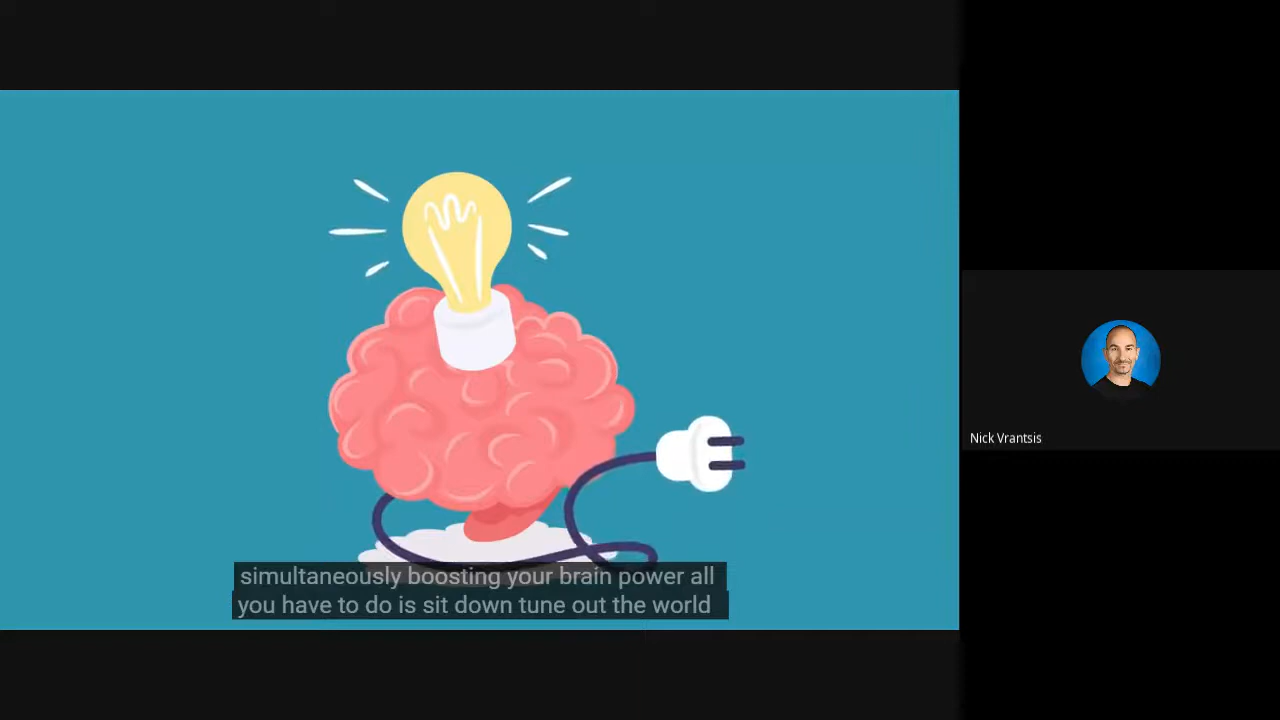 simultaneously boosting your brain power all
you have to do is sit down tune out the world
Nick Vrantsis